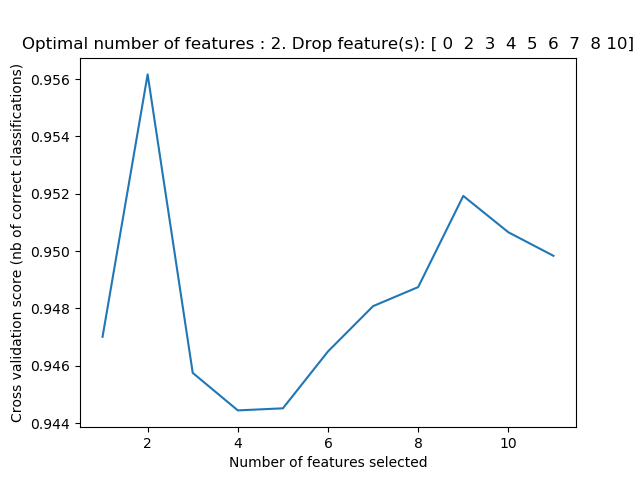 Optimal number of features : 2. Drop feature(s): [ 0  2  3  4  5  6  7  8 10]
0.956
0.954
0.952
0.950
0.948
0.946
0.944
Cross validation score (nb of correct classifications)
2 4 6 8 10
Number of features selected